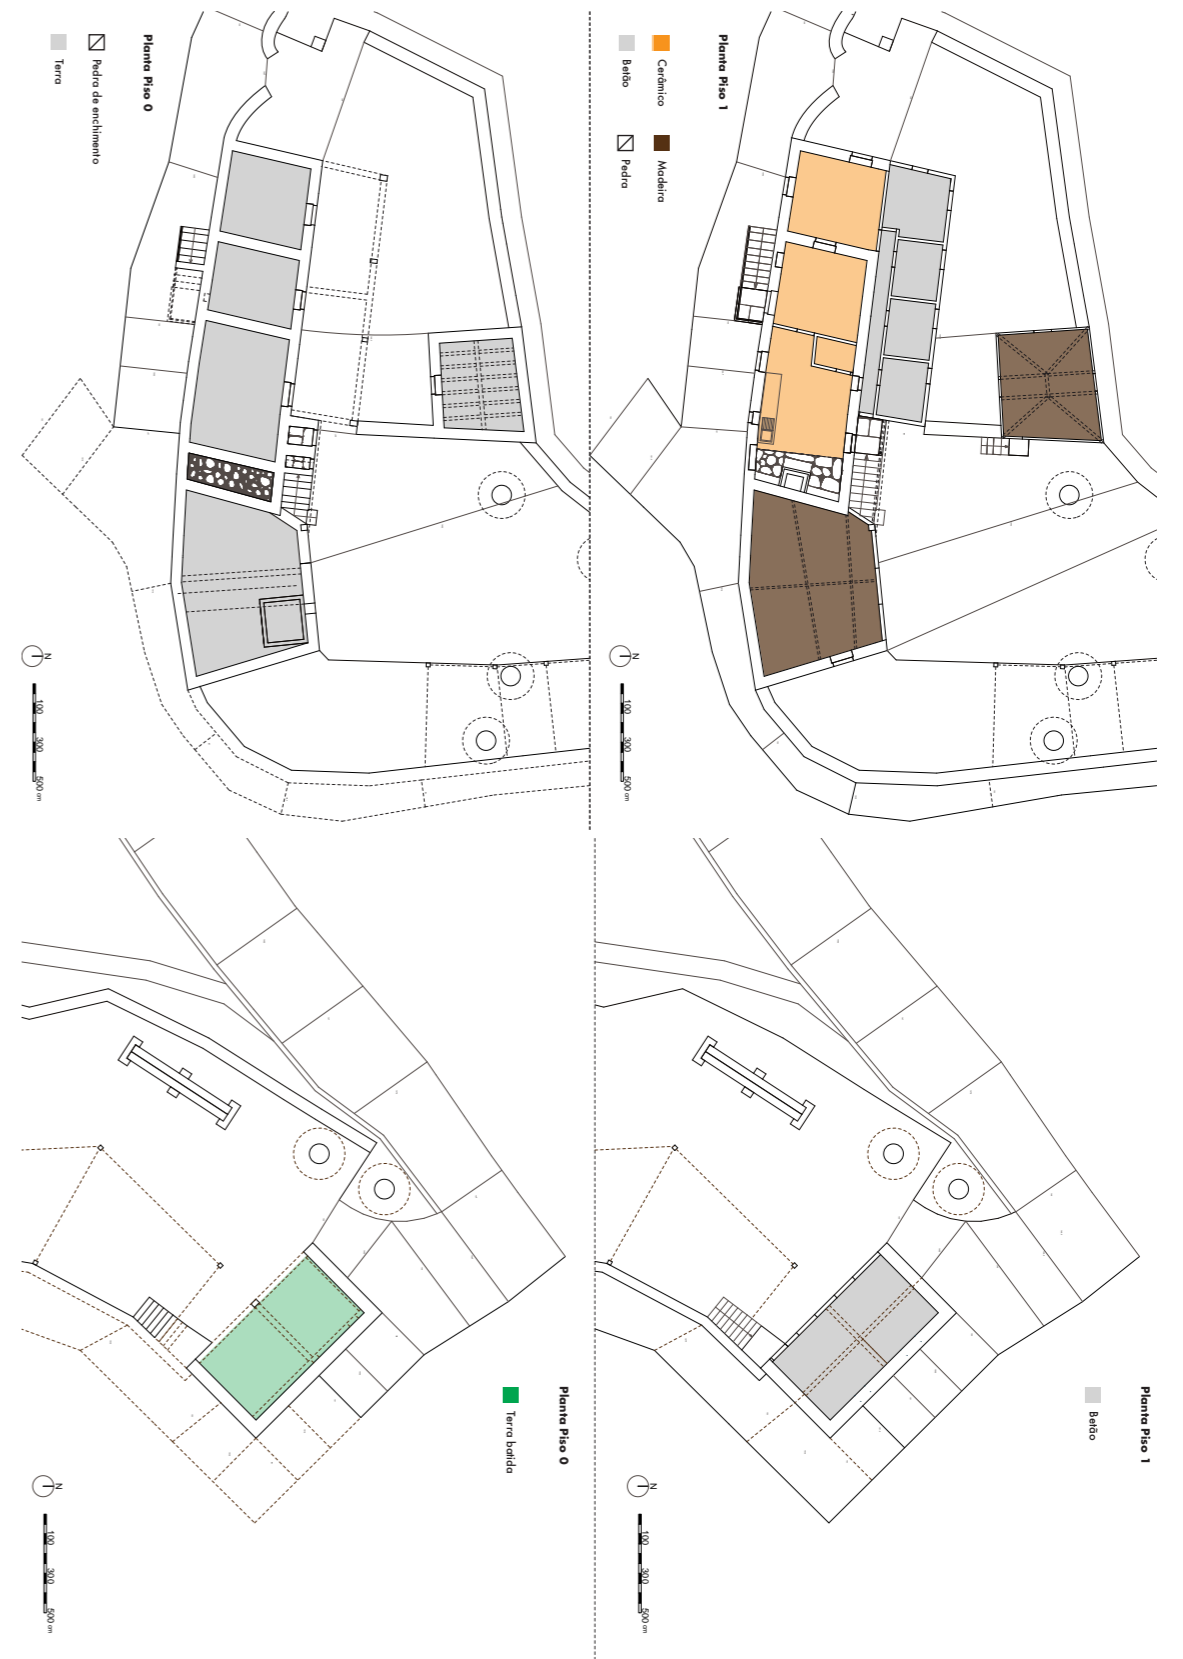 Planta Piso 0
Pedra de enchimento
Terra
N
100 300 500 cm
Planta Piso 1
Cerâmico
Madeira
Betão
Pedra
N
100 300 500 cm
Planta Piso 0
Terra batida
N
100 300 500 cm
Planta Piso 1
Betão
N
100 300 500 cm